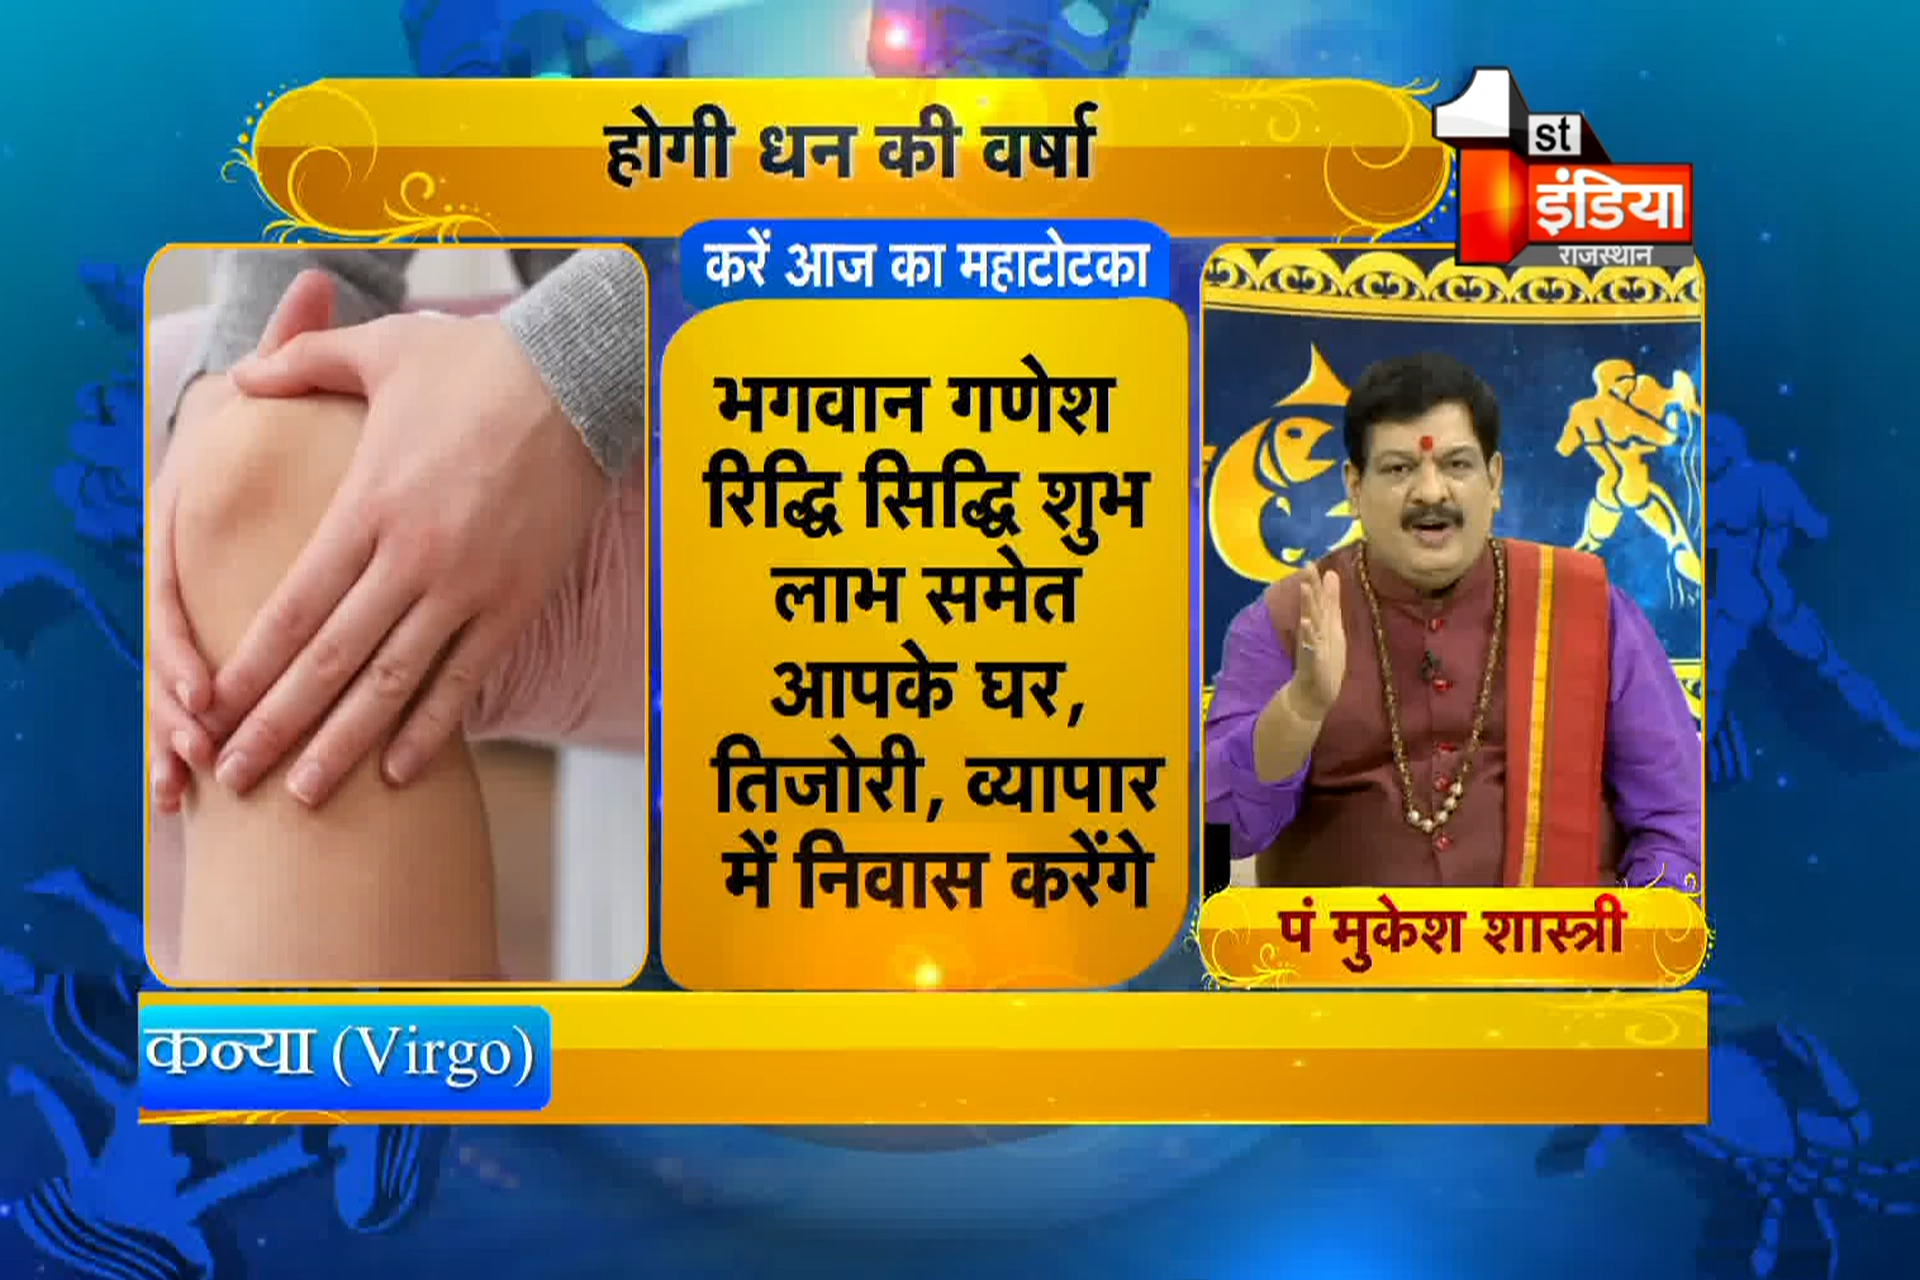 होगी धन की वर्षा
1st
इंडिया
राजस्थान
करें आज का महाटोटका
भगवान गणेश
रिद्धि सिद्धि शुभ
लाभ समेत
आपके घर,
तिजोरी, व्यापार
में निवास करेंगे
पं मुकेश शास्त्री
कन्या (Virgo)